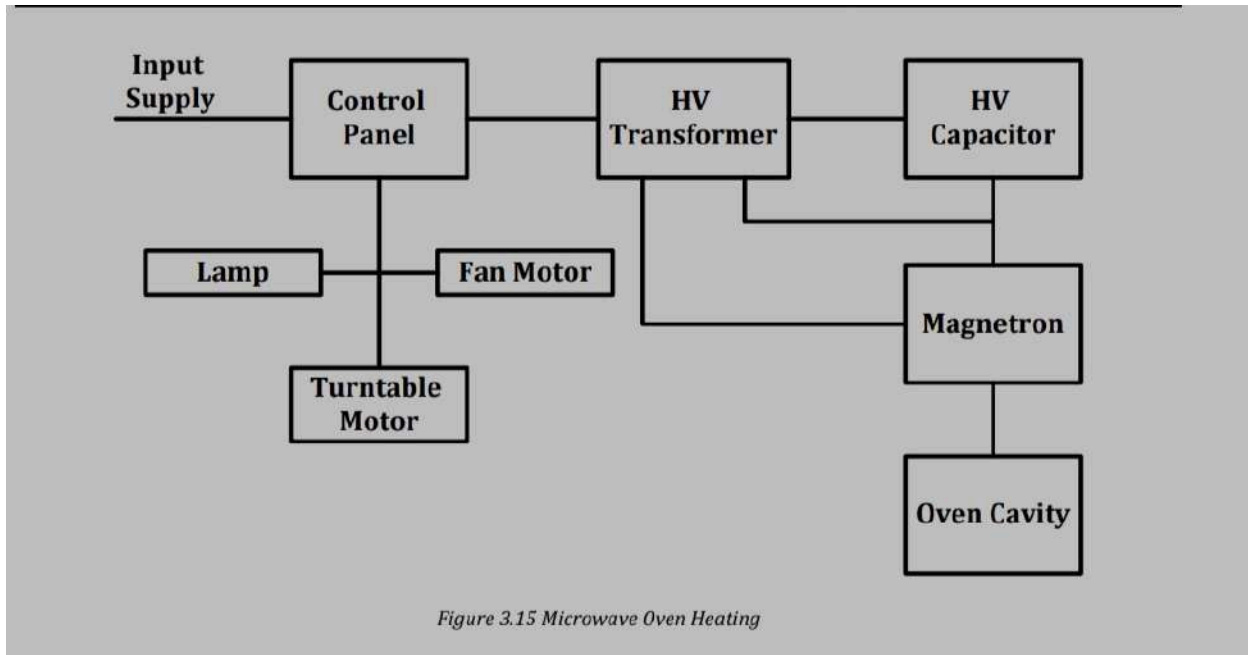 Input
Supply
Control
Panel
HV
Transformer
HV
Capacitor
Lamp
Fan Motor
Magnetron
Turntable
Motor
Oven Cavity
Figure 3.15 Microwave Oven Heating